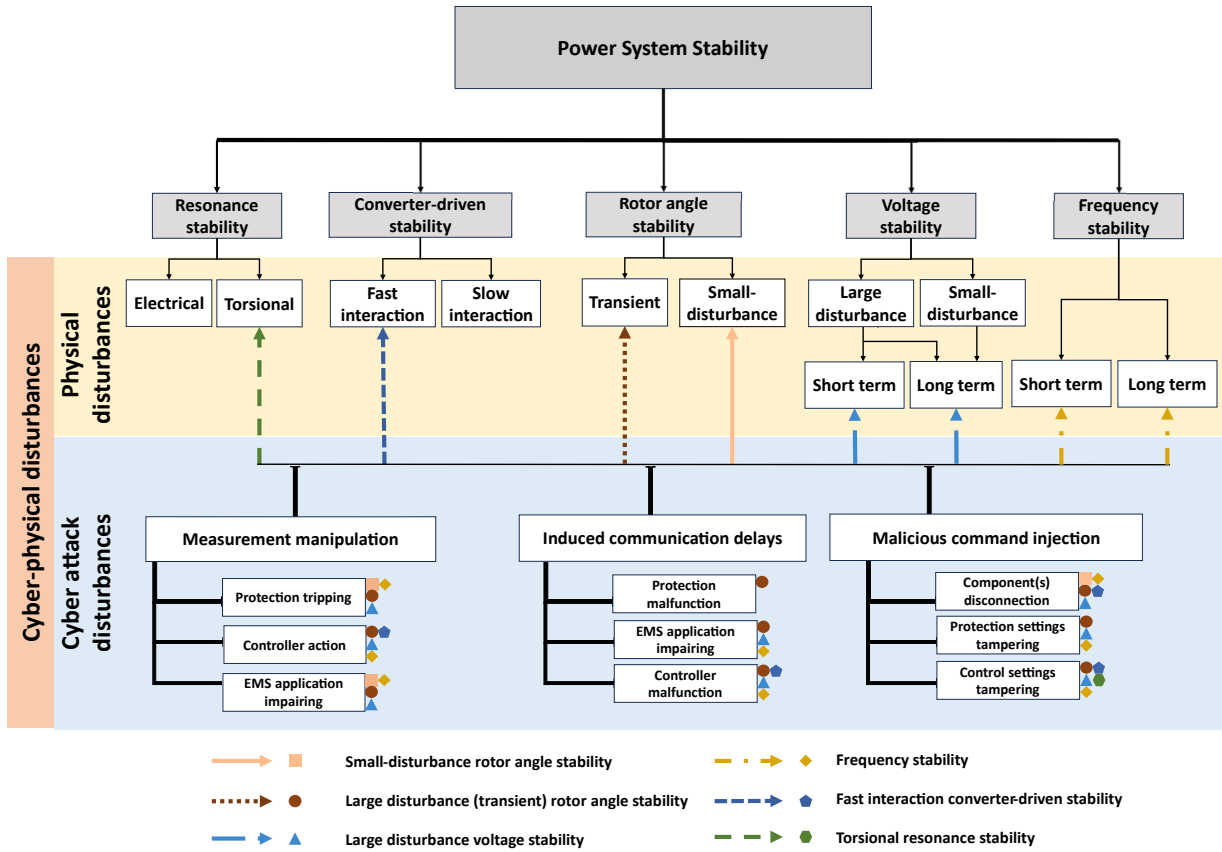 Power System Stability
Resonance
stability
Converter-driven
stability
Rotor angle
stability
Voltage
stability
Frequency
stability
Cyber-physical disturbances
Physical
disturbances
Electrical
Torsional
Fast
interaction
Slow
interaction
Transient
Small-
disturbance
Large
disturbance
Small-
disturbance
Short term
Long term
Short term
Long term
Cyber attack
disturbances
Measurement manipulation
Protection tripping
Controller action
EMS application
impairing
Induced communication delays
Protection
malfunction
EMS application
impairing
Controller
malfunction
Malicious command injection
Component(s)
disconnection
Protection settings
tampering
Control settings
tampering
Small-disturbance rotor angle stability
Large disturbance (transient) rotor angle stability
Large disturbance voltage stability
Frequency stability
Fast interaction converter-driven stability
Torsional resonance stability